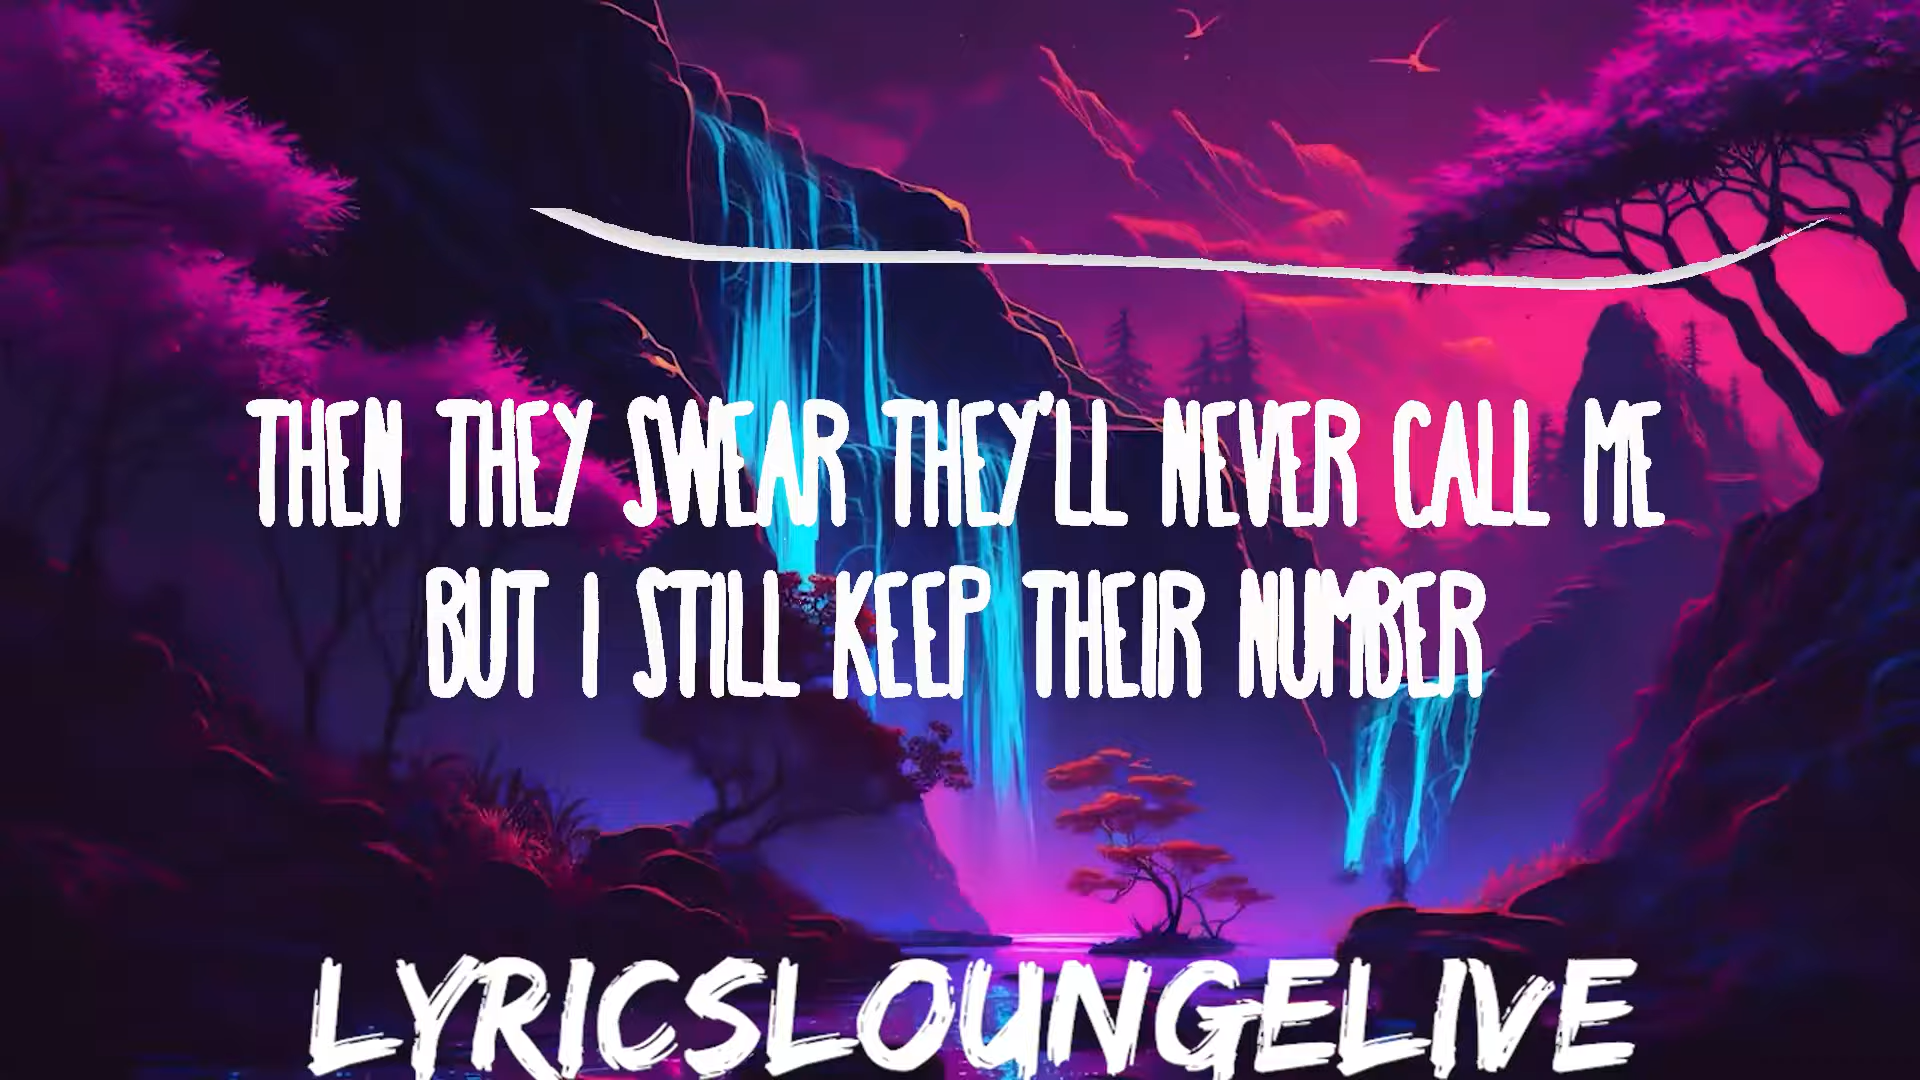 THEN THEY SWEAR THEY'LL NEVER CALL ME
BUT I STILL KEEP THEIR NUMBER
LYRICSLOUNGELIVE